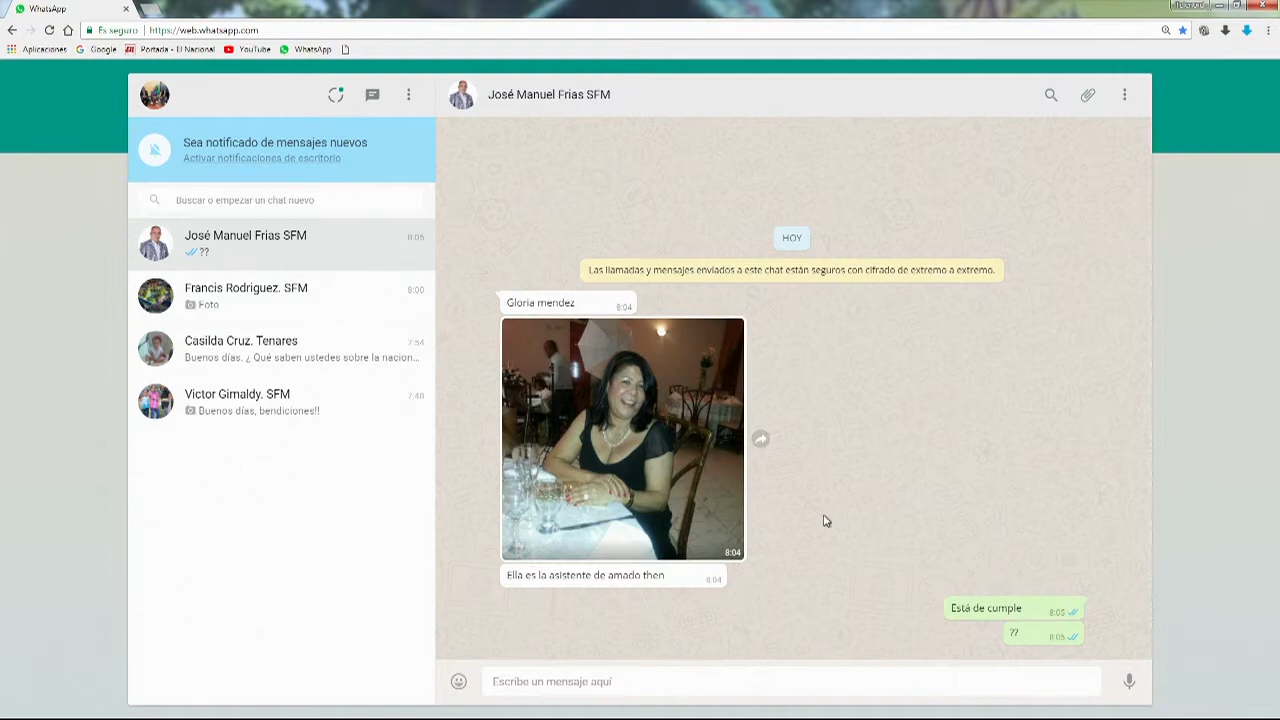 WhatsApp
Telenord
Es seguro
https://web.whatsapp.com
Aplicaciones
Google
Portada - El Nacional
YouTube
WhatsApp
José Manuel Frias SFM
Sea notificado de mensajes nuevos
Activar notificaciones de escritorio
Buscar o empezar un chat nuevo
José Manuel Frias SFM
8:05
??
Francis Rodriguez. SFM
8:00
Foto
Casilda Cruz. Tenares
7:54
Buenos días. ¿ Qué saben ustedes sobre la nacion...
Victor Gimaldy. SFM
7:48
Buenos días, bendiciones!!
HOY
Las llamadas y mensajes enviados a este chat están seguros con cifrado de extremo a extremo.
Gloria mendez
8:04
8:04
Ella es la asistente de amado then
8:04
Está de cumple
8:05
??
8:05
Escribe un mensaje aquí